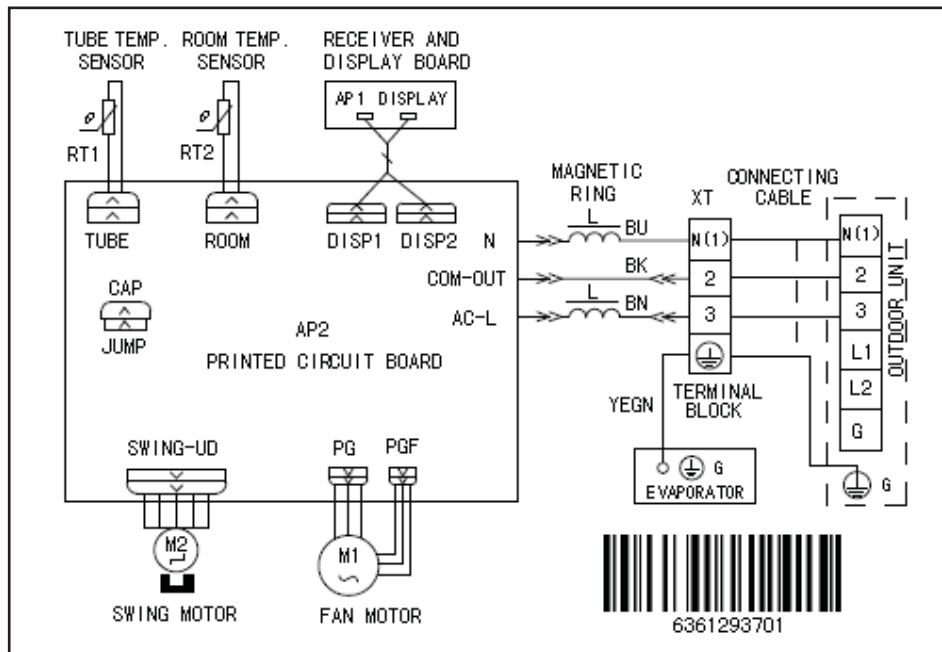 TUBE TEMP. SENSOR
ROOM TEMP. SENSOR
RECEIVER AND DISPLAY BOARD
AP1 DISPLAY
RT1
RT2
TUBE
ROOM
DISP1
DISP2
N
COM-OUT
AC-L
CAP
JUMP
AP2
PRINTED CIRCUIT BOARD
MAGNETIC RING
L
BU
BK
L
BN
XT
N(1)
2
3
TERMINAL BLOCK
CONNECTING CABLE
N(1)
2
3
L1
L2
G
OUTDOOR UNIT
G
YEGN
G
EVAPORATOR
SWING-UD
M2
SWING MOTOR
PG
PGF
M1
FAN MOTOR
6361293701